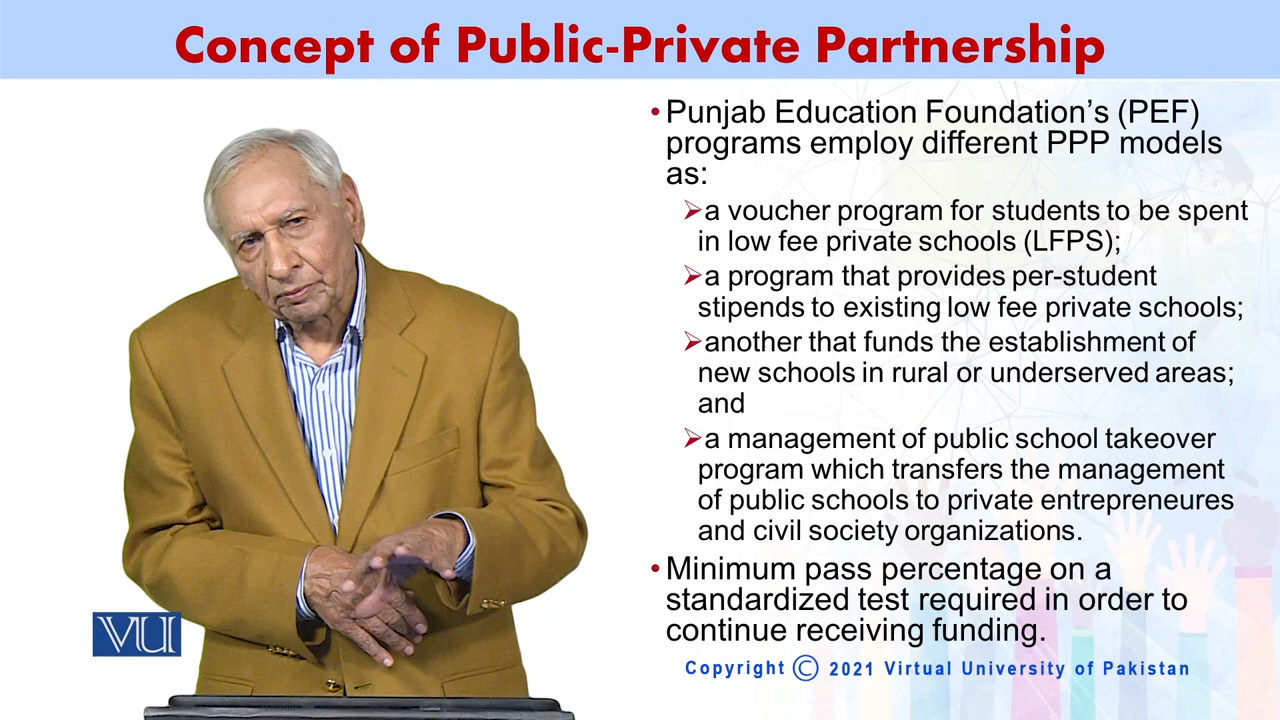 Concept of Public-Private Partnership
•Punjab Education Foundation’s (PEF)
programs employ different PPP models
as:
➢a voucher program for students to be spent
in low fee private schools (LFPS);
➢a program that provides per-student
stipends to existing low fee private schools;
➢another that funds the establishment of
new schools in rural or underserved areas;
and
➢a management of public school takeover
program which transfers the management
of public schools to private entrepreneures
and civil society organizations.
•Minimum pass percentage on a
standardized test required in order to
continue receiving funding.
VU
Copyright © 2021 Virtual University of Pakistan